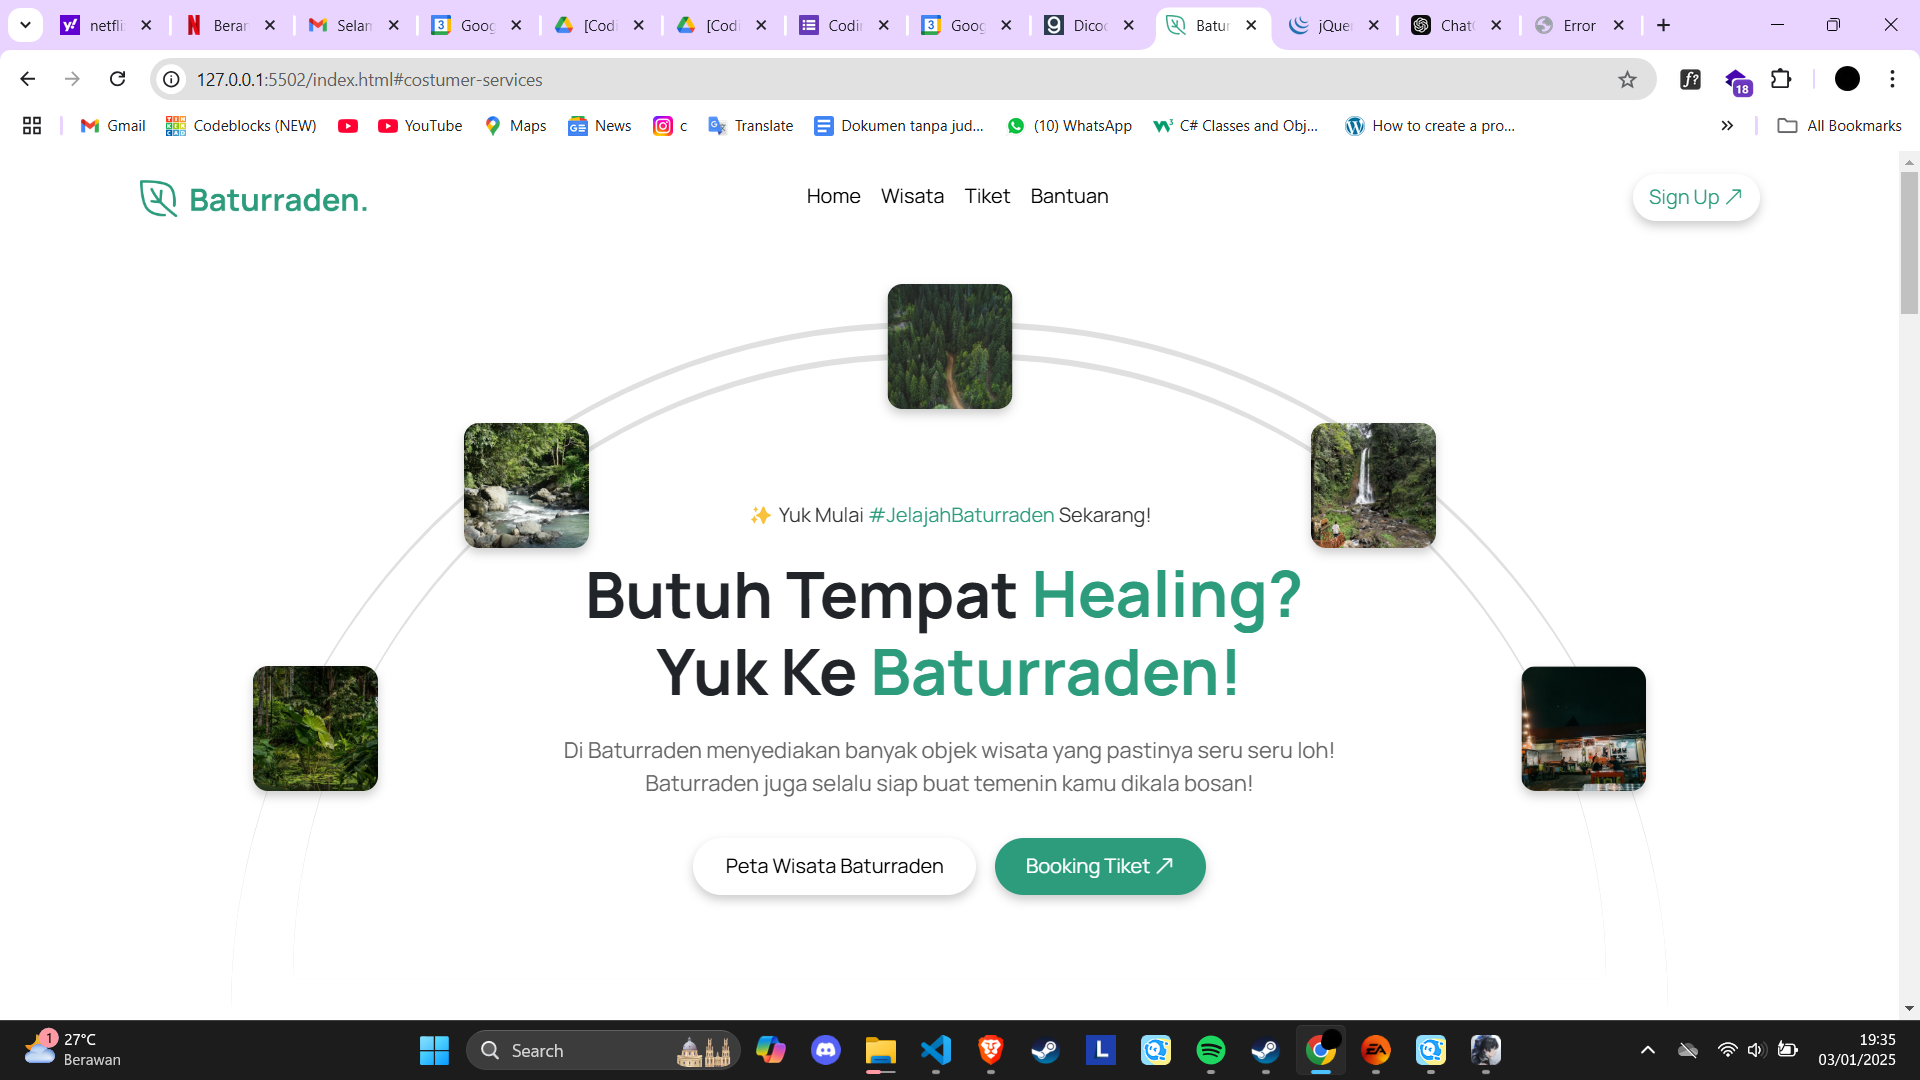 netfli
Beran
Selam
Goog
[Codi
[Codi
Codin
Goog
Dicoc
Batur
jQuer
ChatG
Error
127.0.0.1:5502/index.html#costumer-services
18
Gmail
Codeblocks (NEW)
YouTube
Maps
News
c
Translate
Dokumen tanpa jud...
(10) WhatsApp
C# Classes and Obj...
How to create a pro...
All Bookmarks
Baturraden.
Home
Wisata
Tiket
Bantuan
Sign Up
✨ Yuk Mulai #JelajahBaturraden Sekarang!
Butuh Tempat Healing?
Yuk Ke Baturraden!
Di Baturraden menyediakan banyak objek wisata yang pastinya seru seru loh!
Baturraden juga selalu siap buat temenin kamu dikala bosan!
Peta Wisata Baturraden
Booking Tiket
1
27°C
Berawan
Search
19:35
03/01/2025